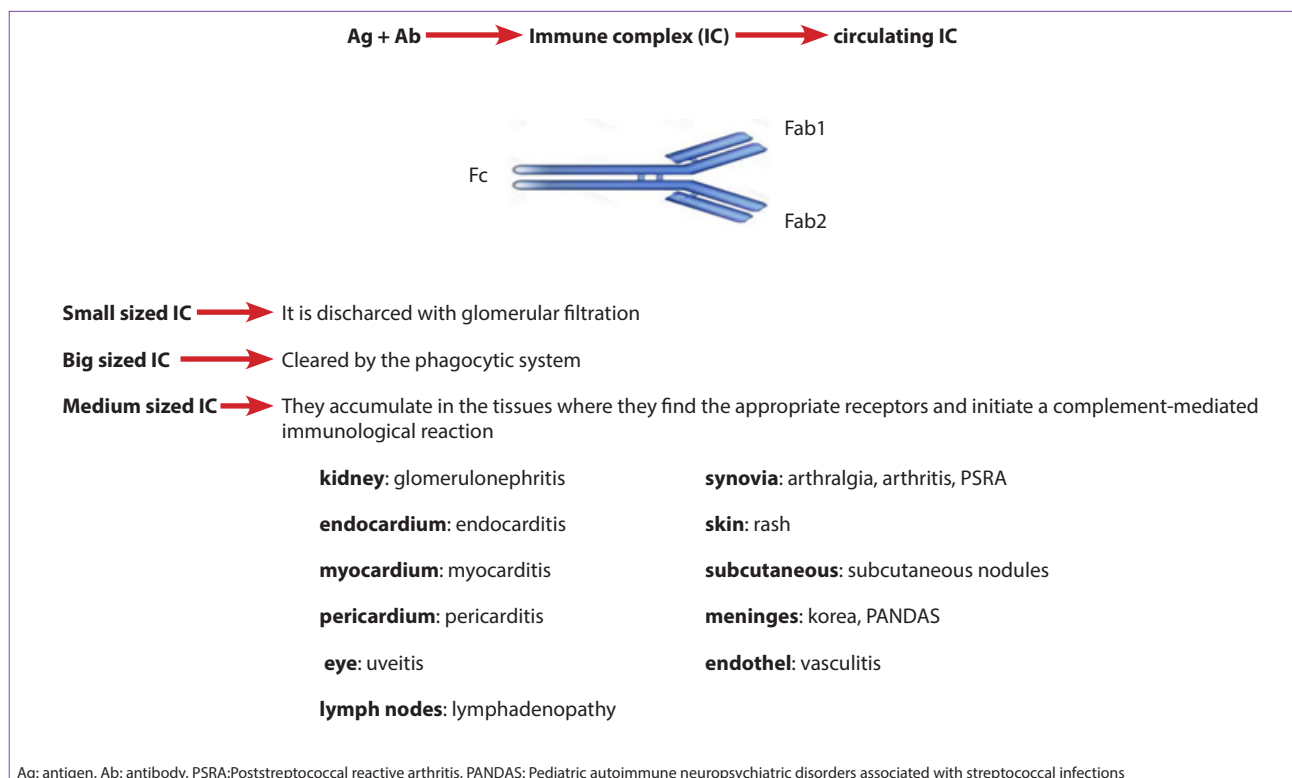 Ag + Ab Immune complex (IC) circulating IC
Fab1
Fc
Fab2
Small sized IC It is discharced with glomerular filtration
Big sized IC Cleared by the phagocytic system
Medium sized IC They accumulate in the tissues where they find the appropriate receptors and initiate a complement-mediated
immunological reaction
kidney: glomerulonephritis synovia: arthralgia, arthritis, PSRA
endocardium: endocarditis skin: rash
myocardium: myocarditis subcutaneous: subcutaneous nodules
pericardium: pericarditis meninges: korea, PANDAS
eye: uveitis endothel: vasculitis
lymph nodes: lymphadenopathy
Ag: antigen, Ab: antibody, PSRA:Poststreptococcal reactive arthritis, PANDAS: Pediatric autoimmune neuropsychiatric disorders associated with streptococcal infections